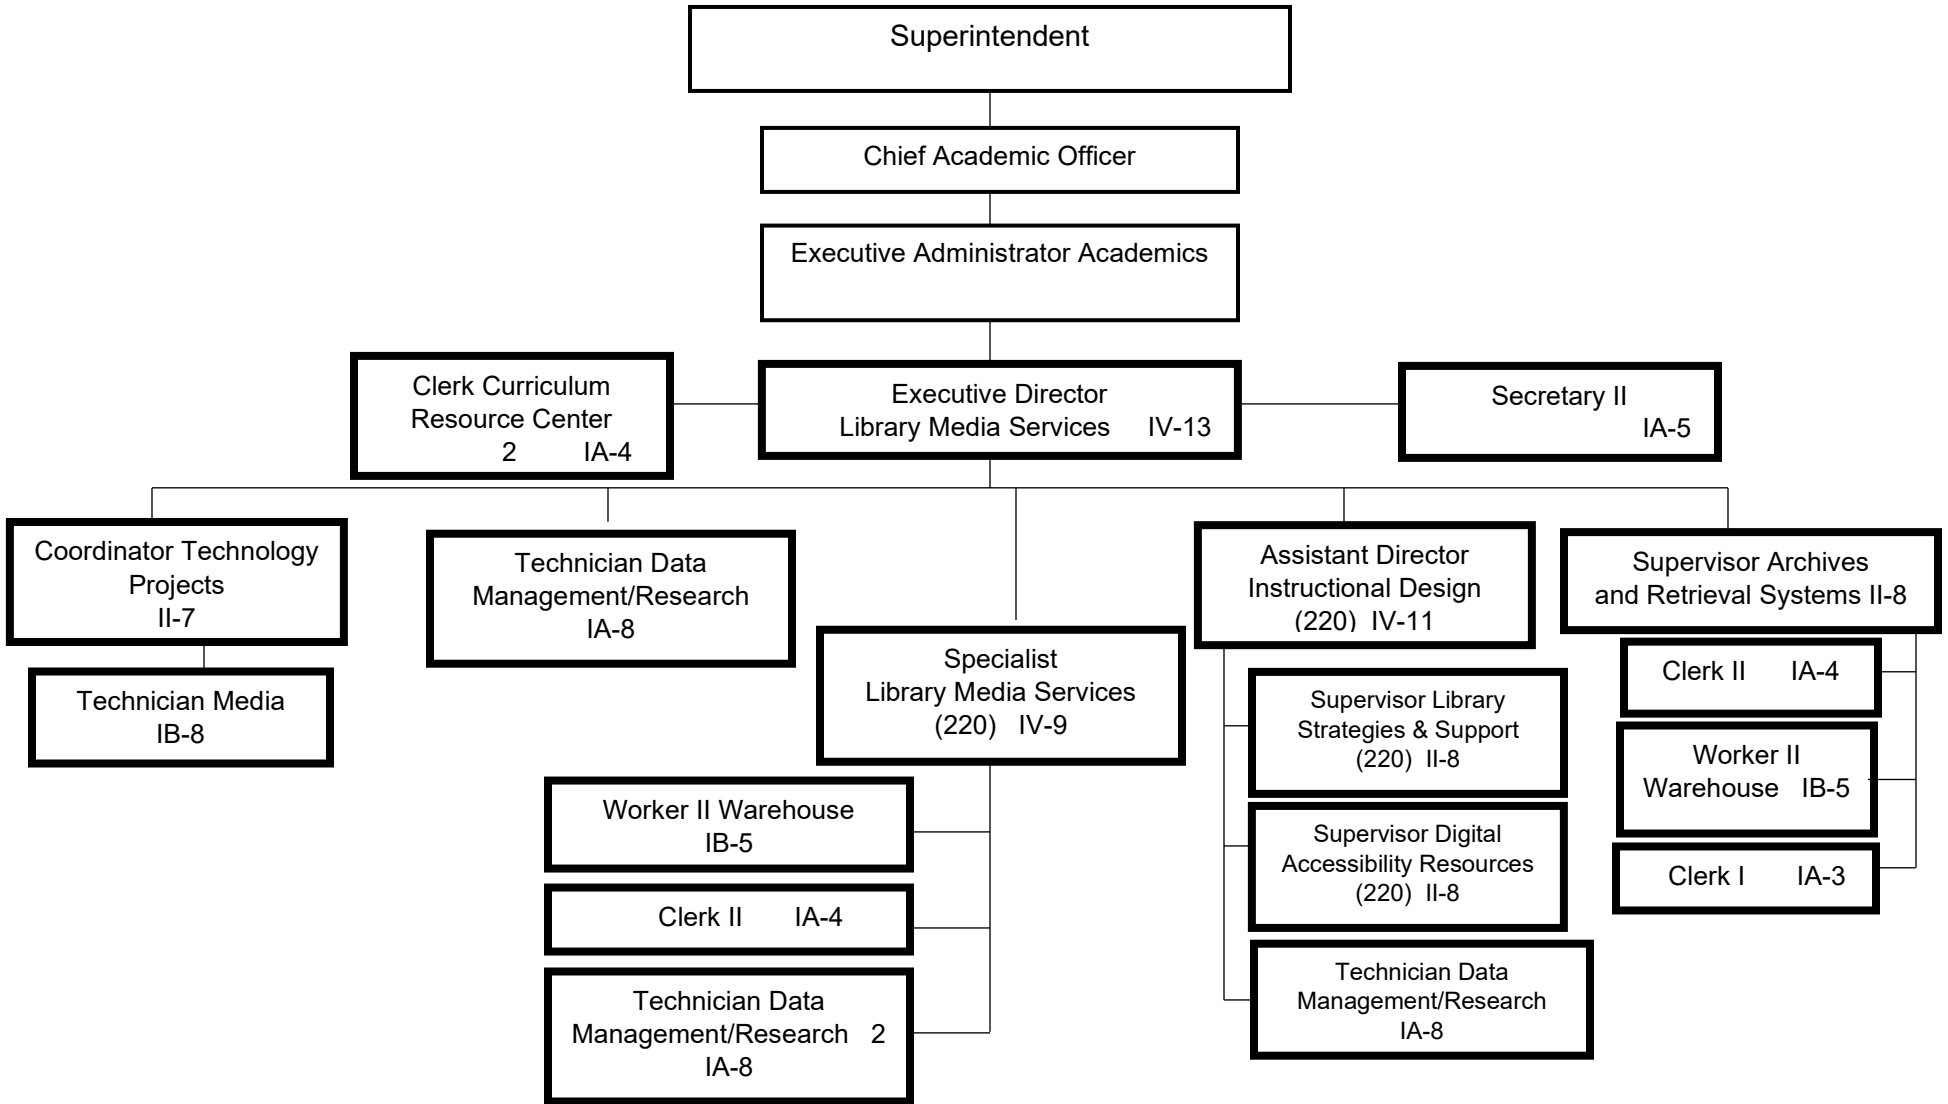 Superintendent
Chief Academic Officer
Executive Administrator Academics
Clerk Curriculum
Resource Center
2 IA-4
Executive Director
Library Media Services IV-13
Secretary II
IA-5
Coordinator Technology
Projects
II-7
Technician Media
IB-8
Technician Data
Management/Research
IA-8
Specialist
Library Media Services
(220) IV-9
Worker II Warehouse
IB-5
Clerk II IA-4
Technician Data
Management/Research 2
IA-8
Assistant Director
Instructional Design
(220) IV-11
Supervisor Library
Strategies & Support
(220) II-8
Supervisor Digital
Accessibility Resources
(220) II-8
Technician Data
Management/Research
IA-8
Supervisor Archives
and Retrieval Systems II-8
Clerk II IA-4
Worker II
Warehouse IB-5
Clerk I IA-3